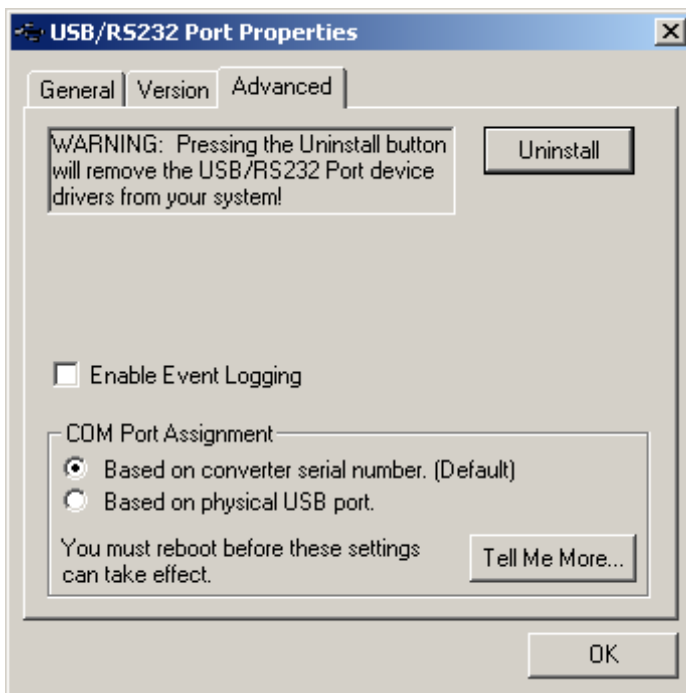 USB/RS232 Port Properties
General
Version
Advanced
WARNING:  Pressing the Uninstall button
will remove the USB/RS232 Port device
drivers from your system!
Uninstall
Enable Event Logging
COM Port Assignment
Based on converter serial number. (Default)
Based on physical USB port.
You must reboot before these settings
can take effect.
Tell Me More...
OK